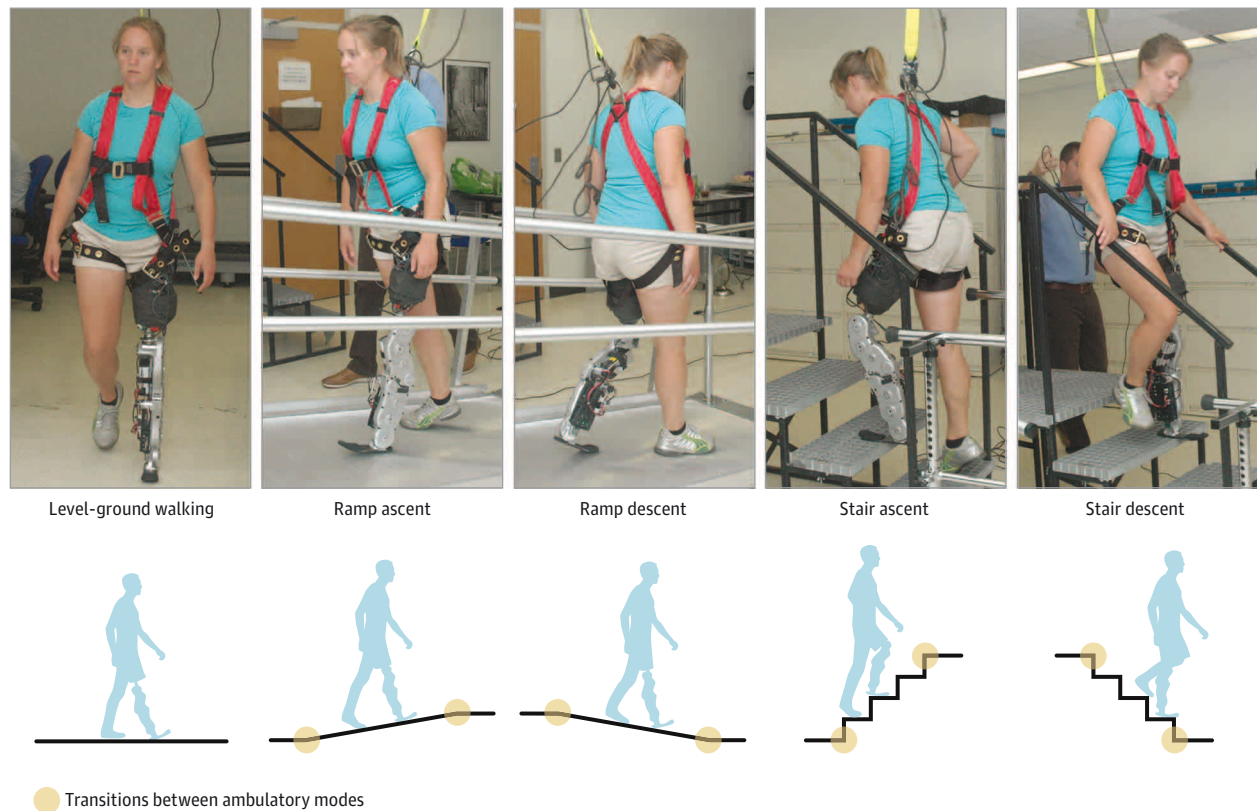 Level-ground walking
Ramp ascent
Ramp descent
Stair ascent
Stair descent
Transitions between ambulatory modes